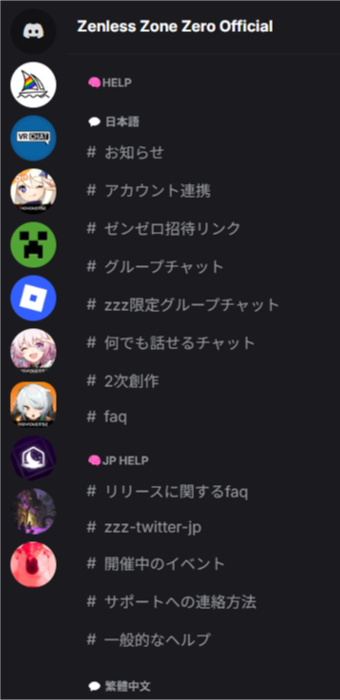 Zenless Zone Zero Official
🧠HELP
💬 日本語
# お知らせ
# アカウント連携
# ゼンゼロ招待リンク
# グループチャット
# zzz限定グループチャット
# 何でも話せるチャット
# 2次創作
# faq
🧠JP HELP
# リリースに関するfaq
# zzz-twitter-jp
# 開催中のイベント
# サポートへの連絡方法
# 一般的なヘルプ
💬 繁體中文
VR CHAT